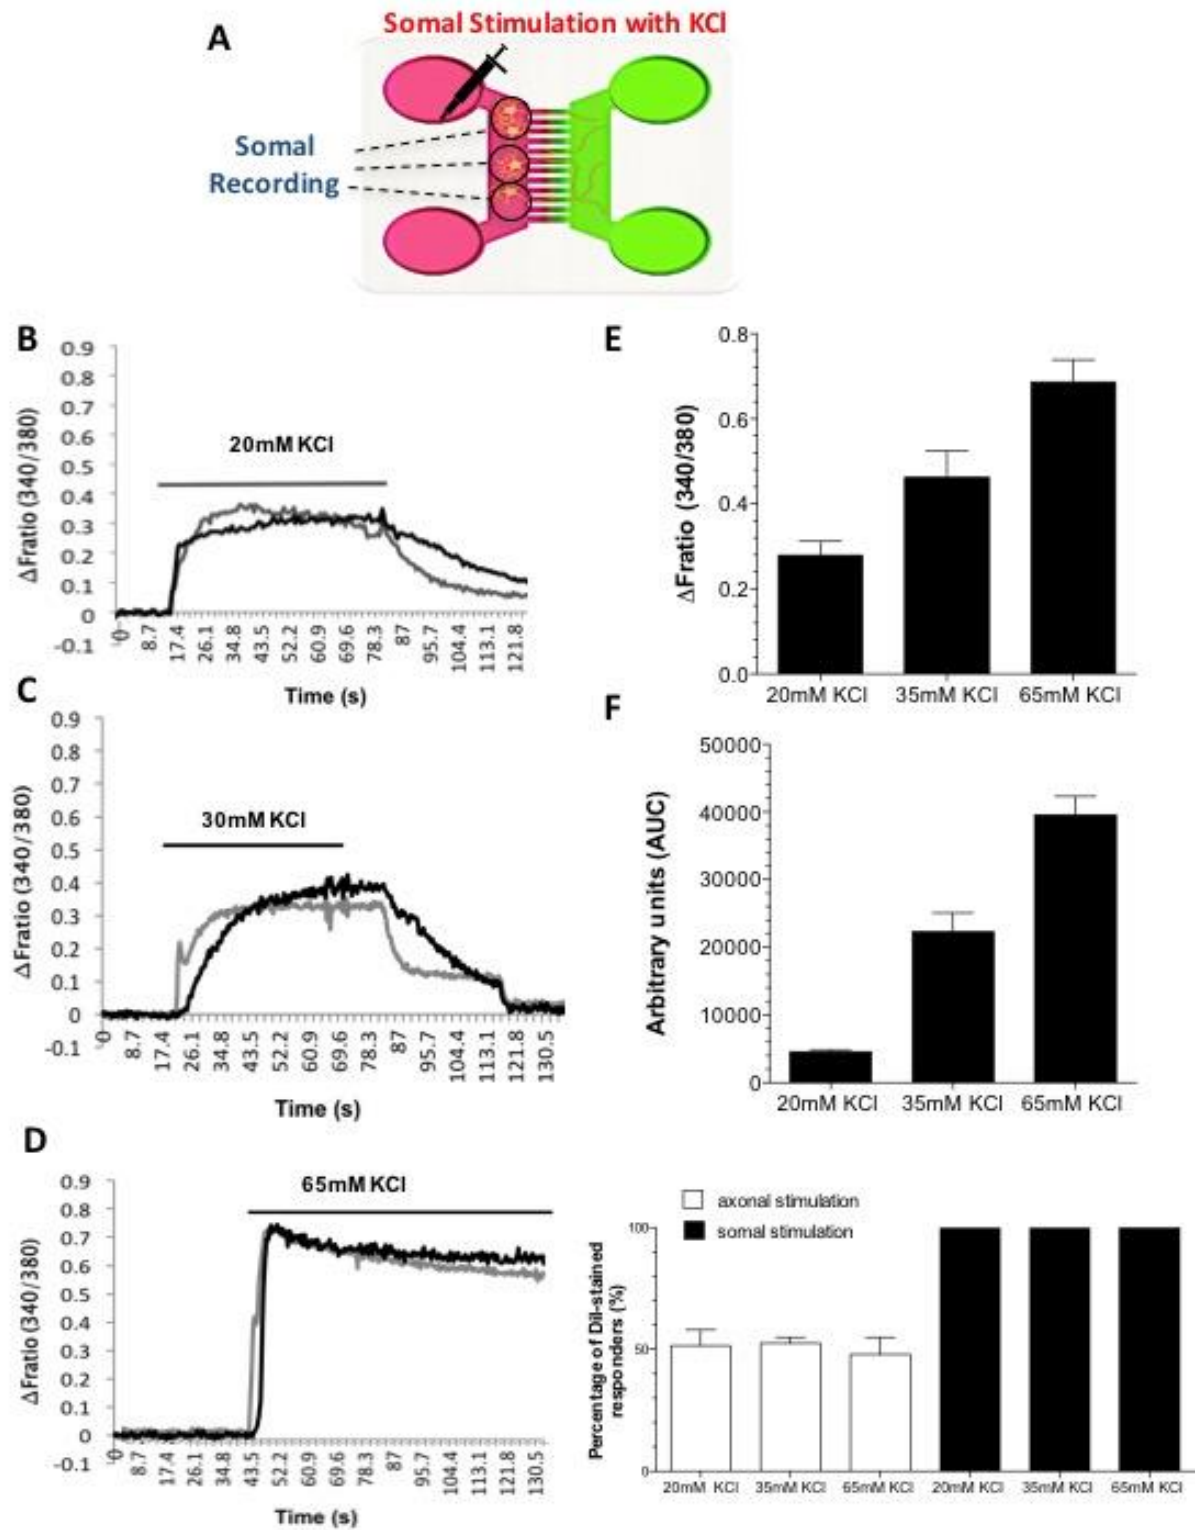 A
Somal Stimulation with KCl
Somal
Recording
B
0.9
0.8
0.7
0.6
0.5
0.4
0.3
0.2
0.1
0
-0.1
ΔFratio (340/380)
20mM KCl
0 8.7 17.4 26.1 34.8 43.5 52.2 60.9 69.6 78.3 87 95.7 104.4 113.1 121.8
Time (s)
E
0.8
0.6
0.4
0.2
0.0
ΔFratio (340/380)
20mM KCl 35mM KCl 65mM KCl
C
0.9
0.8
0.7
0.6
0.5
0.4
0.3
0.2
0.1
0
-0.1
ΔFratio (340/380)
30mM KCl
0 8.7 17.4 26.1 34.8 43.5 52.2 60.9 69.6 78.3 87 95.7 104.4 113.1 121.8 130.5
Time (s)
F
50000
40000
30000
20000
10000
0
Arbitrary units (AUC)
20mM KCl 35mM KCl 65mM KCl
D
0.9
0.8
0.7
0.6
0.5
0.4
0.3
0.2
0.1
0
-0.1
ΔFratio (340/380)
65mM KCl
0 8.7 17.4 26.1 34.8 43.5 52.2 60.9 69.6 78.3 87 95.7 104.4 113.1 121.8 130.5
Time (s)
axonal stimulation
somal stimulation
100
50
0
Percentage of DiI-stained
responders (%)
20mM KCl 35mM KCl 65mM KCl 20mM KCl 35mM KCl 65mM KCl